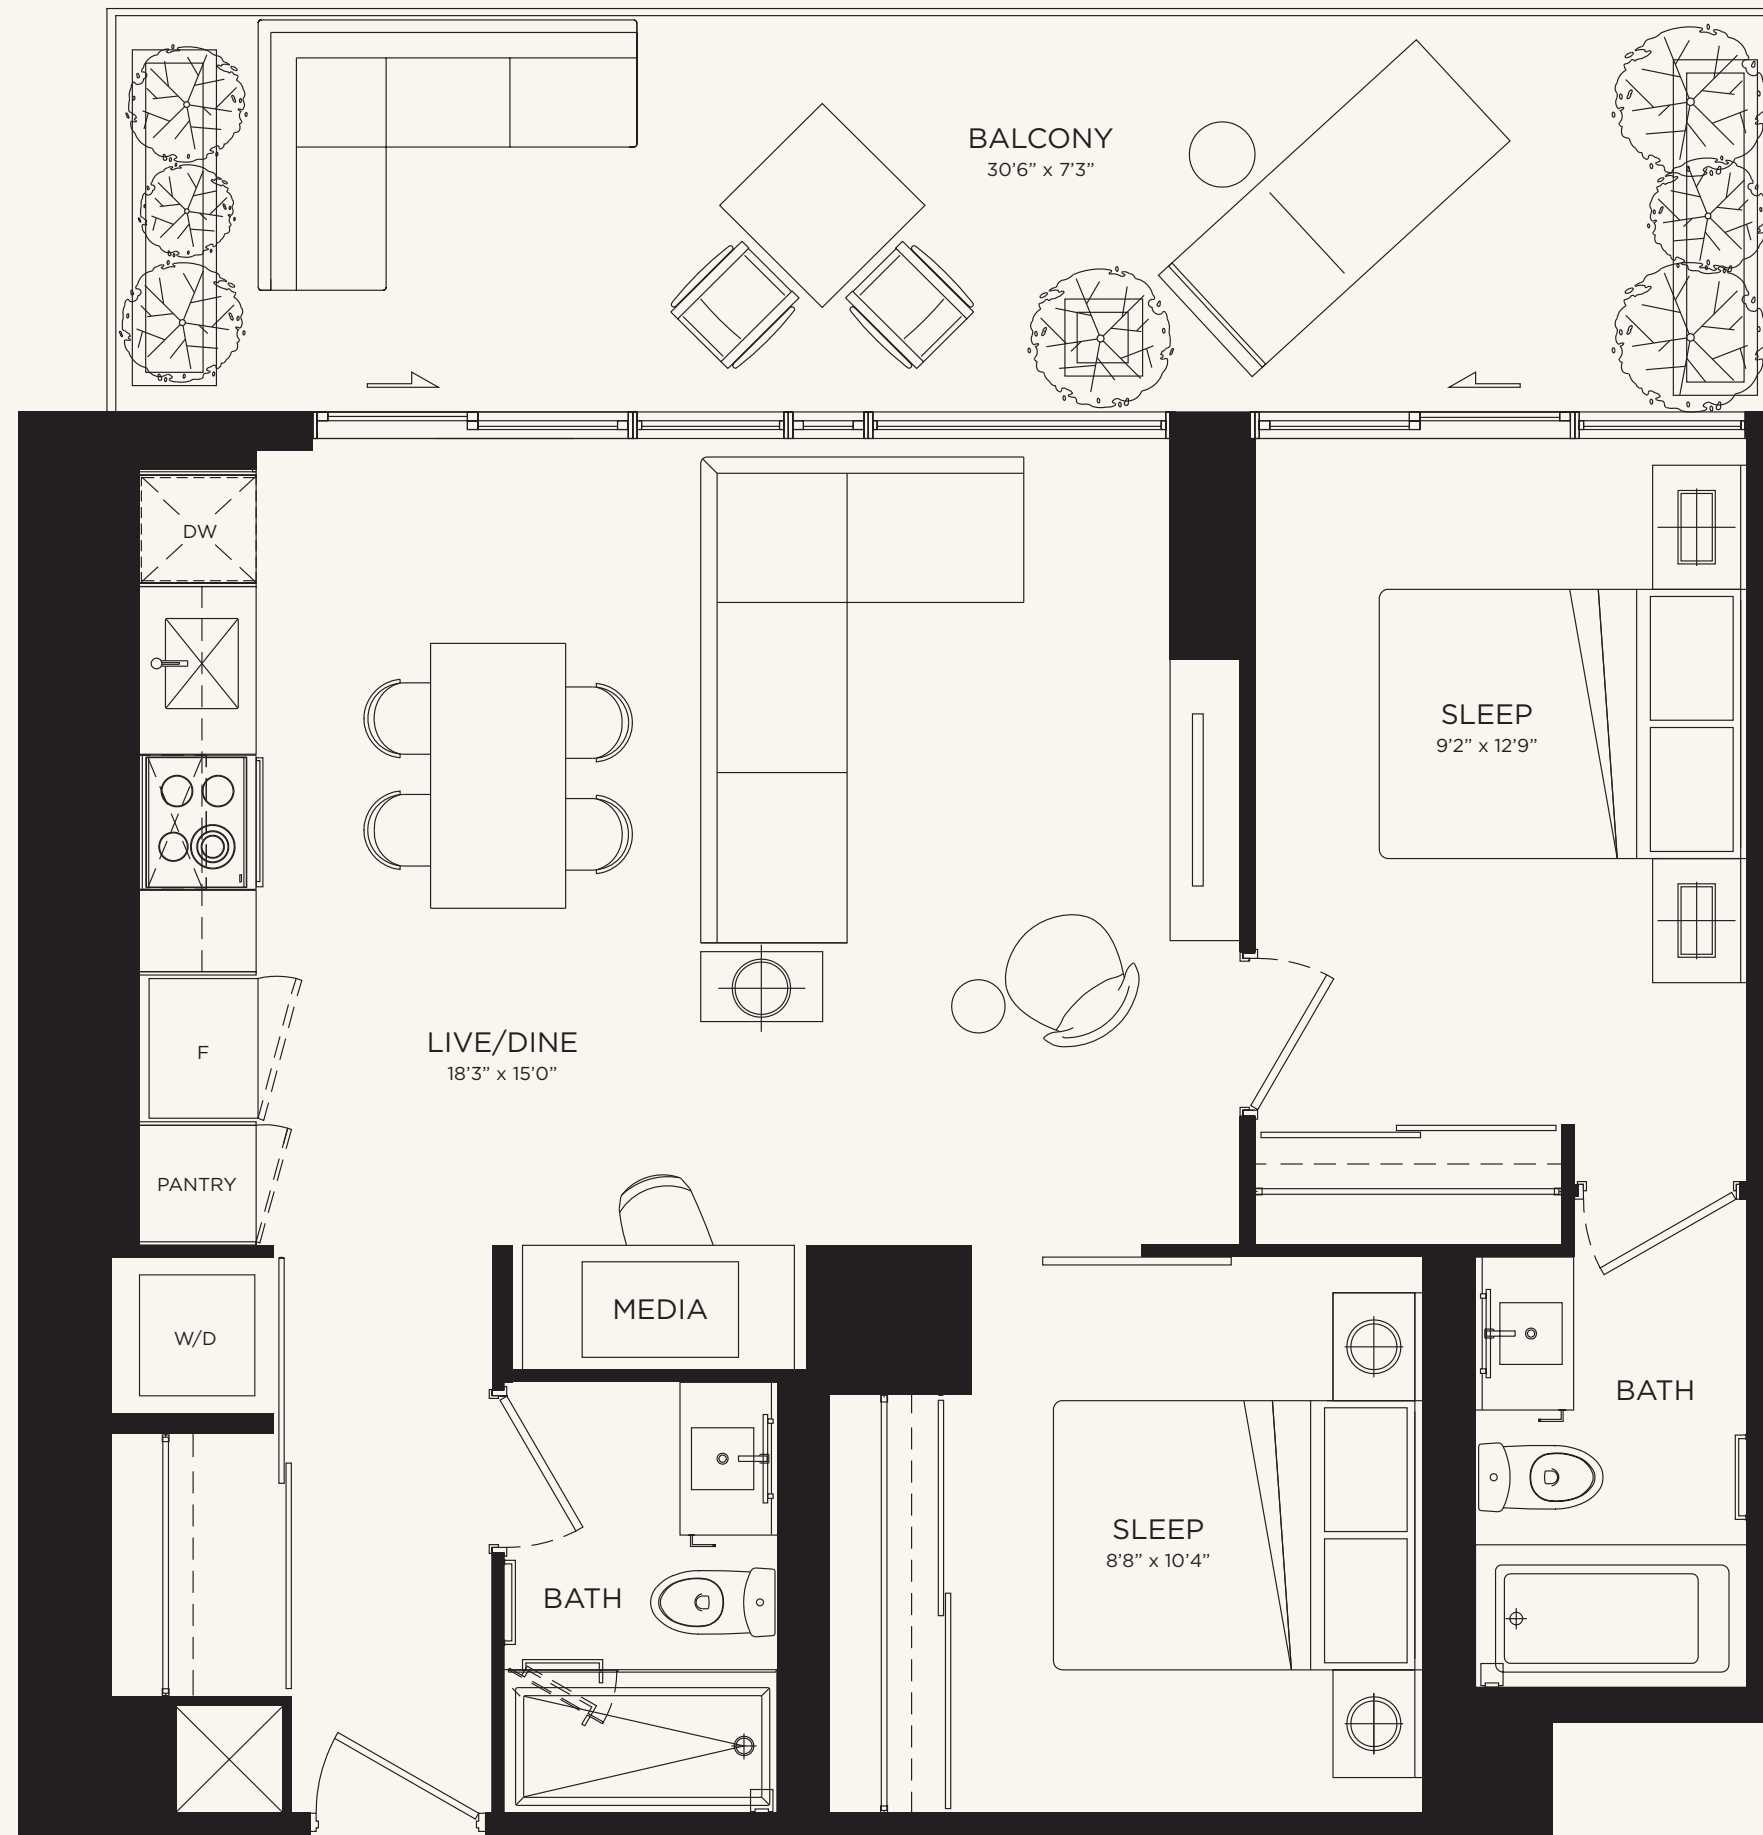 BALCONY
30'6” x 7'3”
DW
SLEEP
9'2” x 12'9”
LIVE/DINE
18'3” x 15'0”
F
PANTRY
MEDIA
W/D
BATH
SLEEP
8'8” x 10'4”
BATH